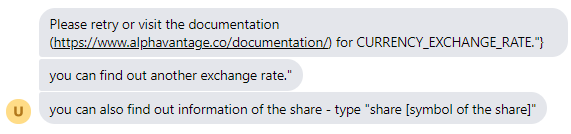 Please retry or visit the documentation
(https://www.alphavantage.co/documentation/) for CURRENCY_EXCHANGE_RATE."}
you can find out another exchange rate."
you can also find out information of the share - type "share [symbol of the share]"
U